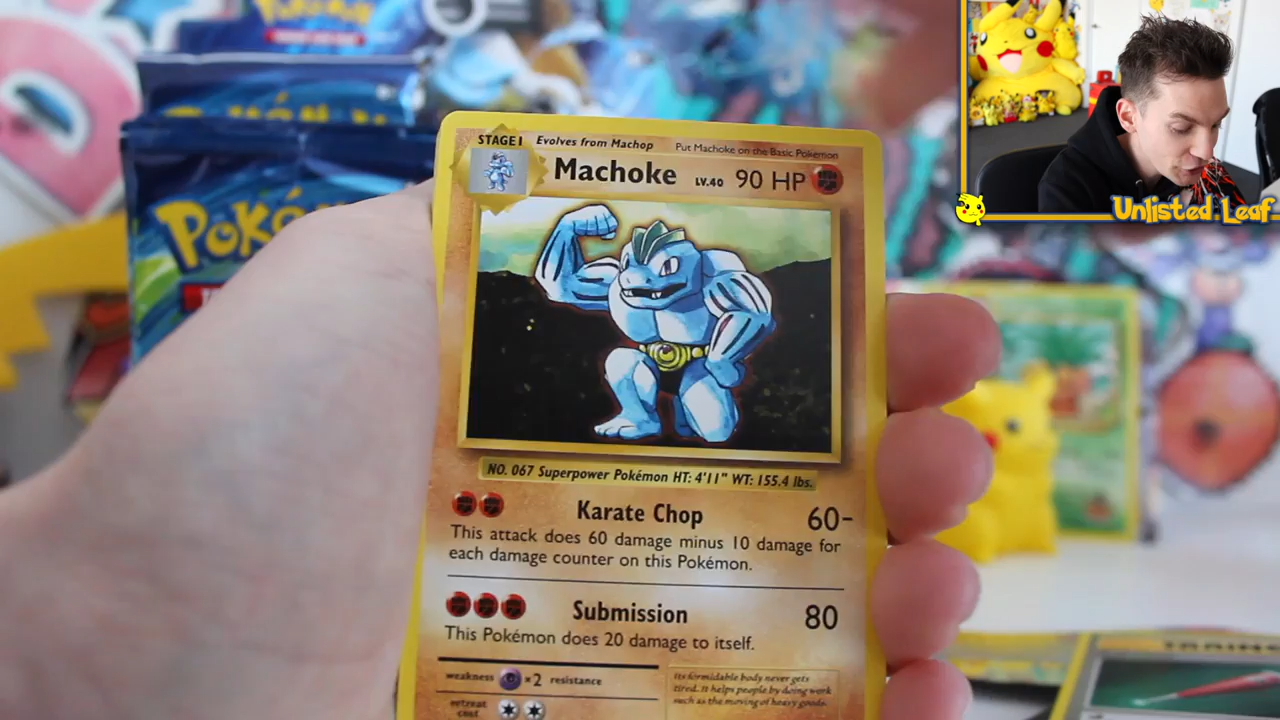 STAGE1 Evolves from Machop Put Machoke on the Basic Pokémon
Machoke LV.40 90 HP
Unlisted Leaf
NO. 067 Superpower Pokémon HT: 4'11" WT: 155.4 lbs.
Karate Chop 60-
This attack does 60 damage minus 10 damage for
each damage counter on this Pokémon.
Submission 80
This Pokémon does 20 damage to itself.
weakness ×2 resistance
retreat
cost
Its formidable body never gets
tired. It helps people by doing work
such as the moving of heavy goods.